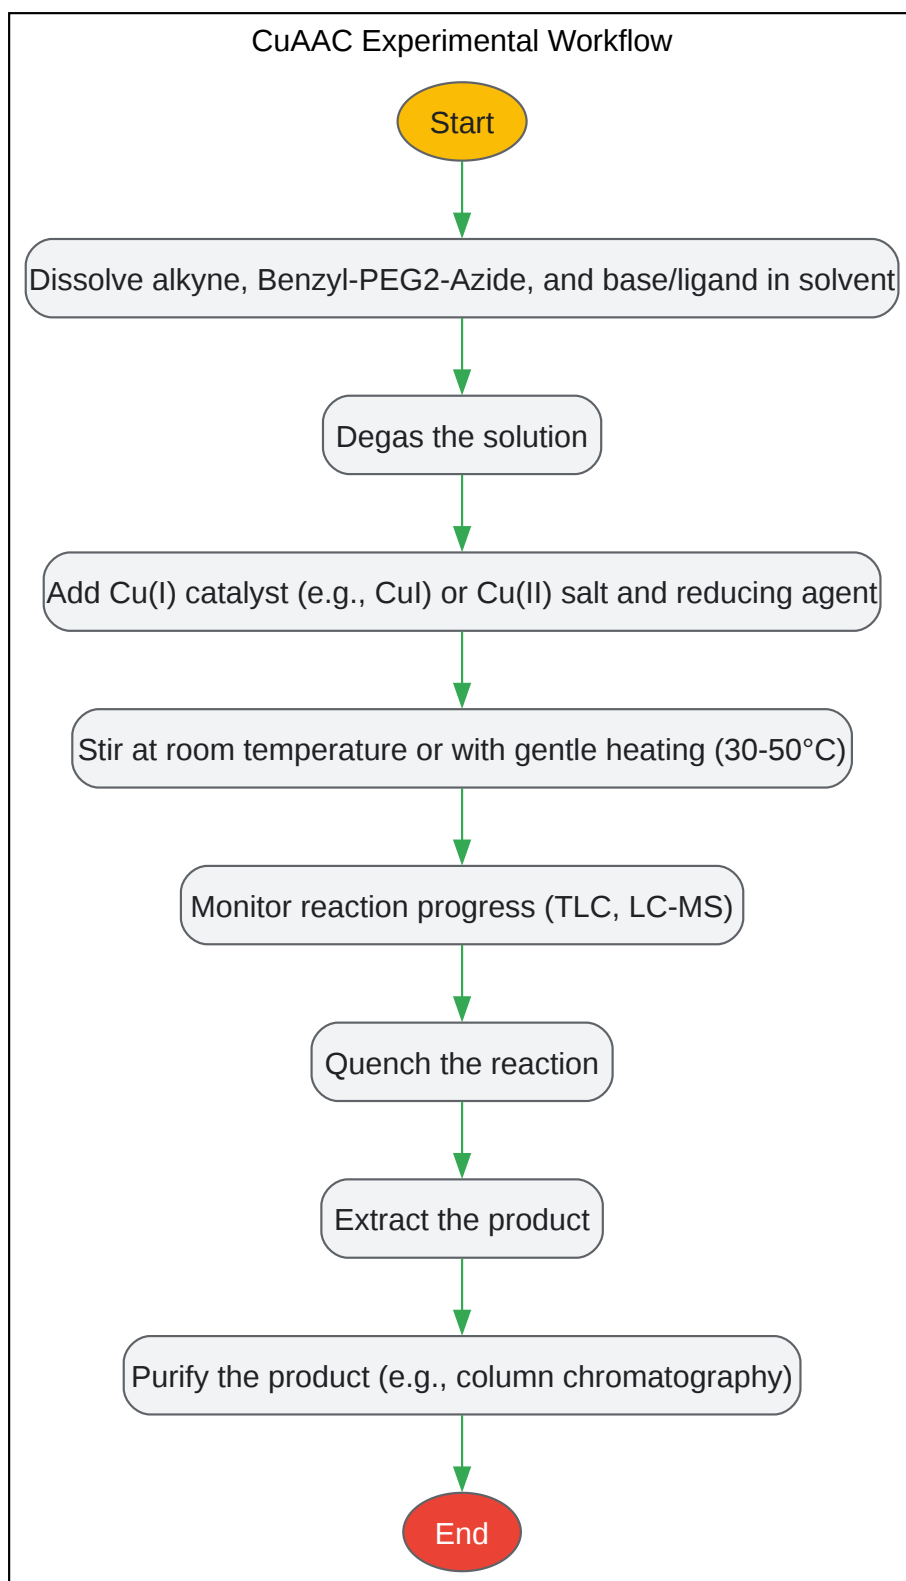 CuAAC Experimental Workflow
Start
Dissolve alkyne, Benzyl-PEG2-Azide, and base/ligand in solvent
Degas the solution
Add Cu(I) catalyst (e.g., CuI) or Cu(II) salt and reducing agent
Stir at room temperature or with gentle heating (30-50°C)
Monitor reaction progress (TLC, LC-MS)
Quench the reaction
Extract the product
Purify the product (e.g., column chromatography)
End